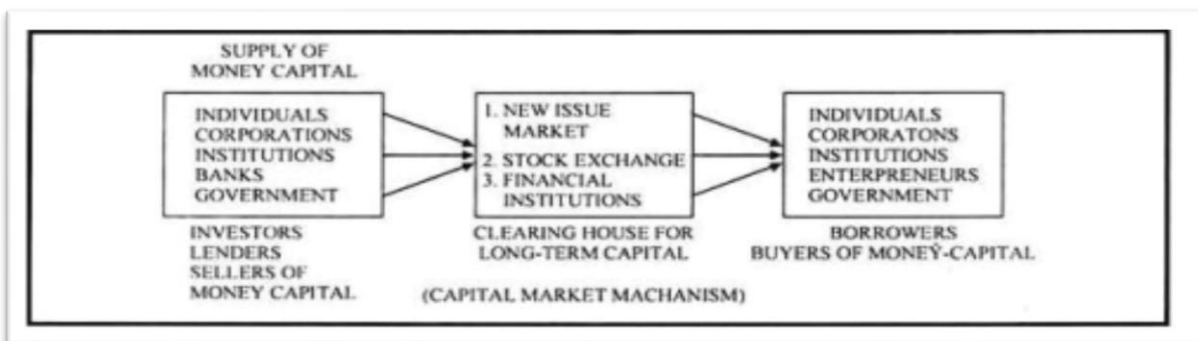 SUPPLY OF
MONEY CAPITAL
INDIVIDUALS
CORPORATIONS
INSTITUTIONS
BANKS
GOVERNMENT
INVESTORS
LENDERS
SELLERS OF
MONEY CAPITAL
1. NEW ISSUE
MARKET
2. STOCK EXCHANGE
3. FINANCIAL
INSTITUTIONS
CLEARING HOUSE FOR
LONG-TERM CAPITAL
(CAPITAL MARKET MACHANISM)
INDIVIDUALS
CORPORATONS
INSTITUTIONS
ENTERPRENEURS
GOVERNMENT
BORROWERS
BUYERS OF MONEŶ-CAPITAL